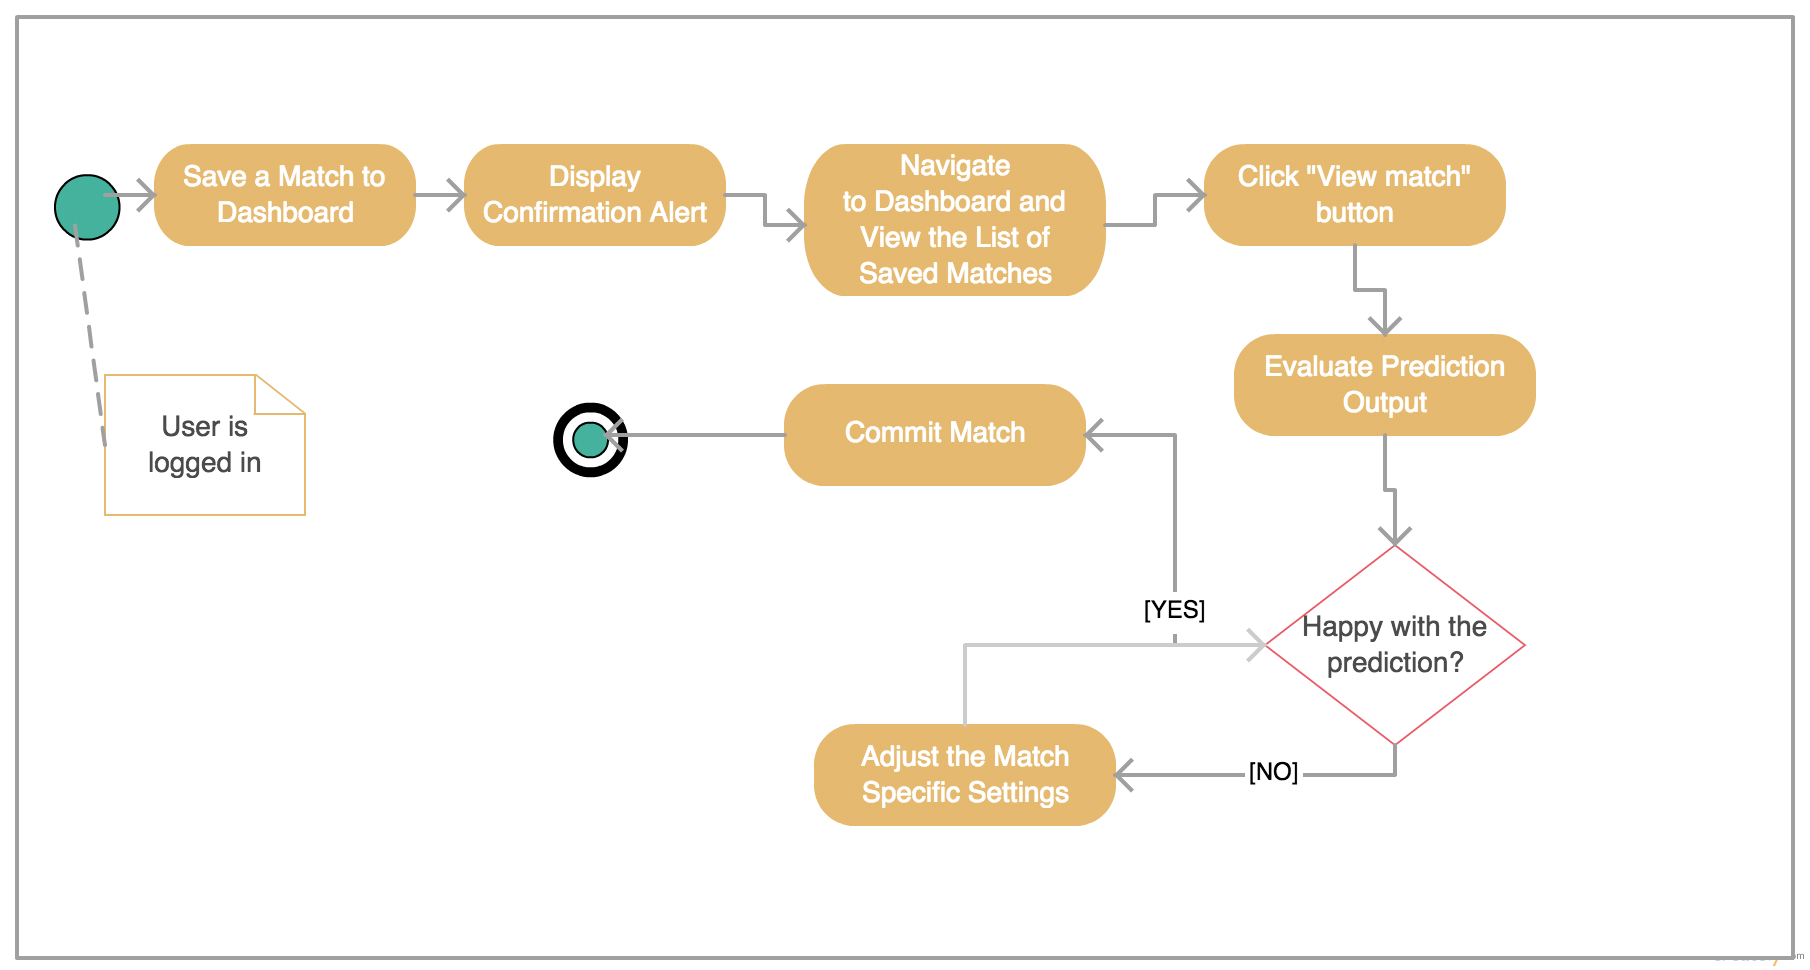 Save a Match to
Dashboard
Display
Confirmation Alert
Navigate
to Dashboard and
View the List of
Saved Matches
Click "View match"
button
Evaluate Prediction
Output
User is
logged in
Commit Match
[YES]
Happy with the
prediction?
Adjust the Match
Specific Settings
[NO]